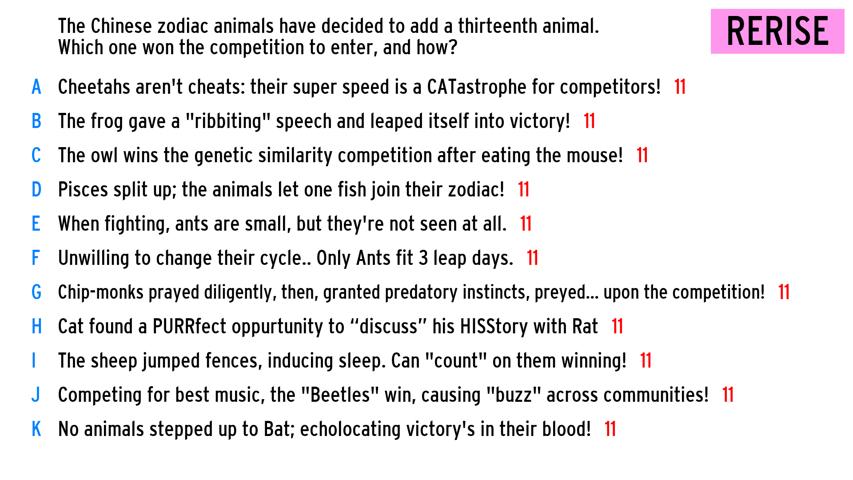 The Chinese zodiac animals have decided to add a thirteenth animal.
Which one won the competition to enter, and how?
RERISE
A Cheetahs aren't cheats: their super speed is a CATastrophe for competitors! 11
B The frog gave a "ribbiting" speech and leaped itself into victory! 11
C The owl wins the genetic similarity competition after eating the mouse! 11
D Pisces split up; the animals let one fish join their zodiac! 11
E When fighting, ants are small, but they're not seen at all. 11
F Unwilling to change their cycle.. Only Ants fit 3 leap days. 11
G Chip-monks prayed diligently, then, granted predatory instincts, preyed... upon the competition! 11
H Cat found a PURRfect oppurtunity to “discuss” his HISStory with Rat 11
I The sheep jumped fences, inducing sleep. Can "count" on them winning! 11
J Competing for best music, the "Beetles" win, causing "buzz" across communities! 11
K No animals stepped up to Bat; echolocating victory's in their blood! 11